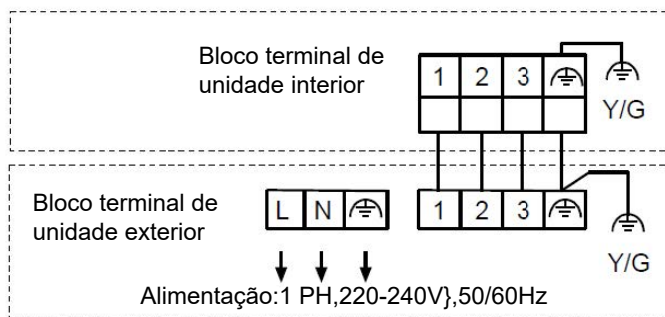 Bloco terminal de
unidade interior
1 2 3
Y/G
Bloco terminal de
unidade exterior
L N
1 2 3
Y/G
Alimentação:1 PH,220-240V},50/60Hz